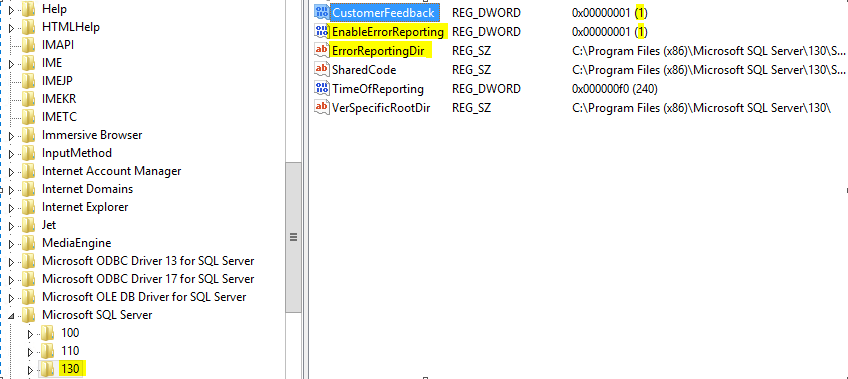 Help
HTMLHelp
IMAPI
IME
IMEJP
IMEKR
IMETC
Immersive Browser
InputMethod
Internet Account Manager
Internet Domains
Internet Explorer
Jet
MediaEngine
Microsoft ODBC Driver 13 for SQL Server
Microsoft ODBC Driver 17 for SQL Server
Microsoft OLE DB Driver for SQL Server
Microsoft SQL Server
100
110
130
CustomerFeedback REG_DWORD 0x00000001 (1)
EnableErrorReporting REG_DWORD 0x00000001 (1)
ErrorReportingDir REG_SZ C:\Program Files (x86)\Microsoft SQL Server\130\S...
SharedCode REG_SZ C:\Program Files (x86)\Microsoft SQL Server\130\S...
TimeOfReporting REG_DWORD 0x000000f0 (240)
VerSpecificRootDir REG_SZ C:\Program Files (x86)\Microsoft SQL Server\130\